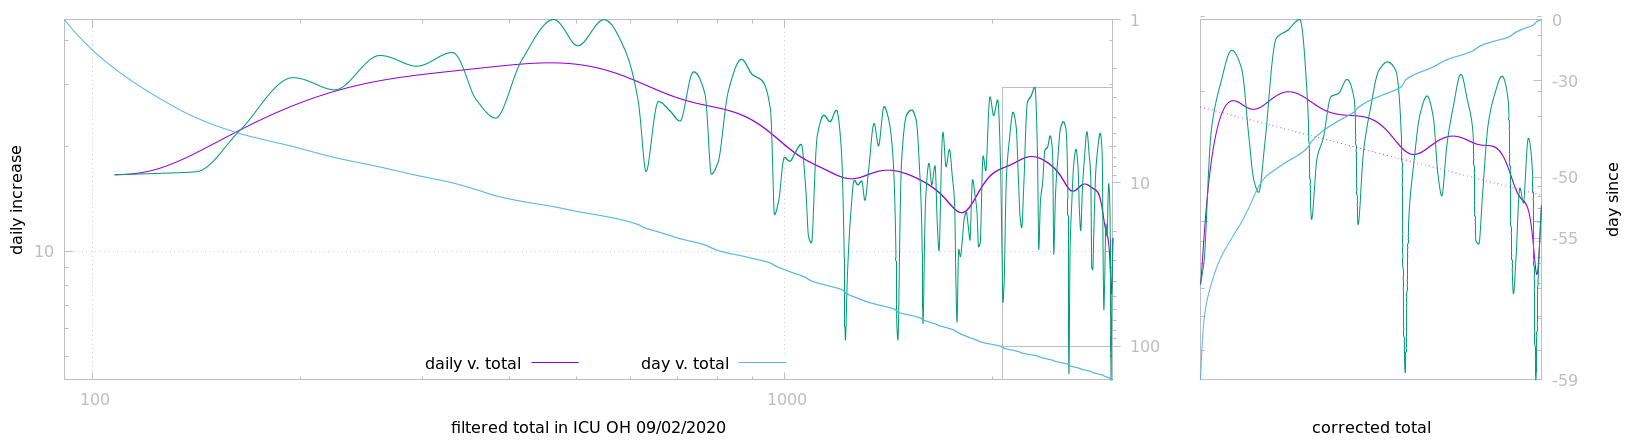 1
0
-30
10
-50
daily increase
day since
10
-55
100
daily v. total
day v. total
-59
100
1000
filtered total in ICU OH 09/02/2020
corrected total